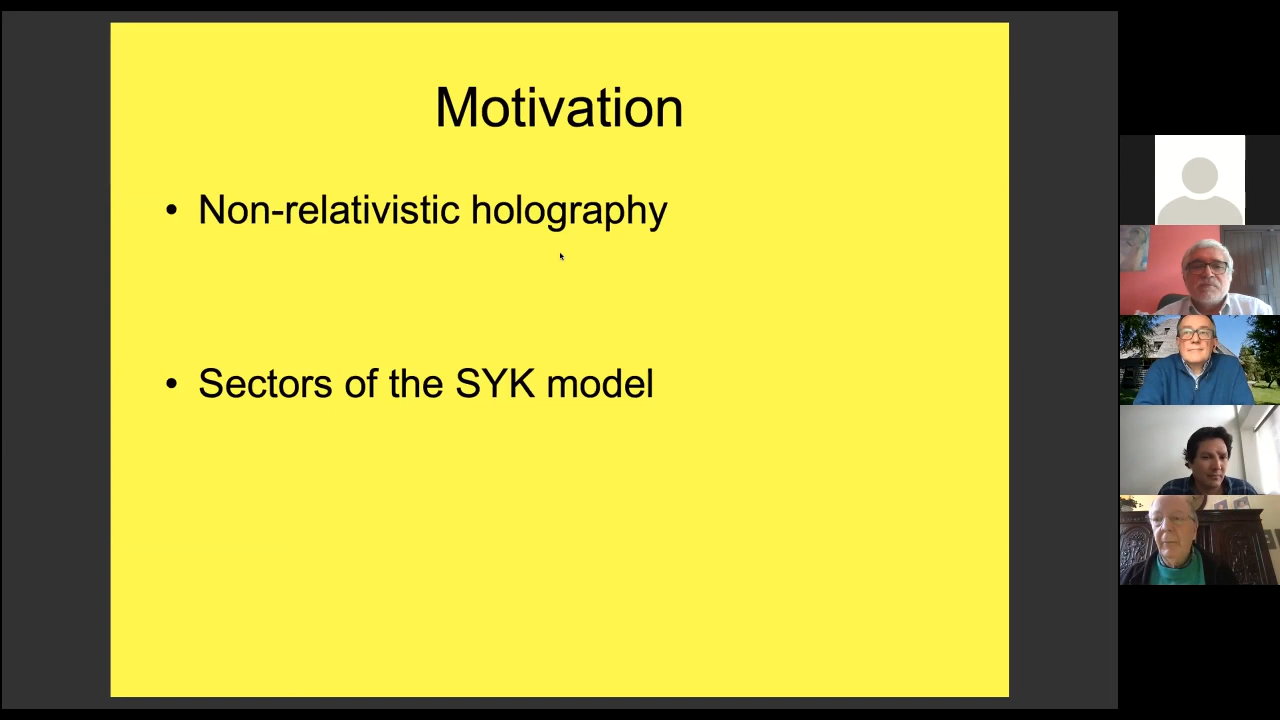 Motivation
• Non-relativistic holography
• Sectors of the SYK model